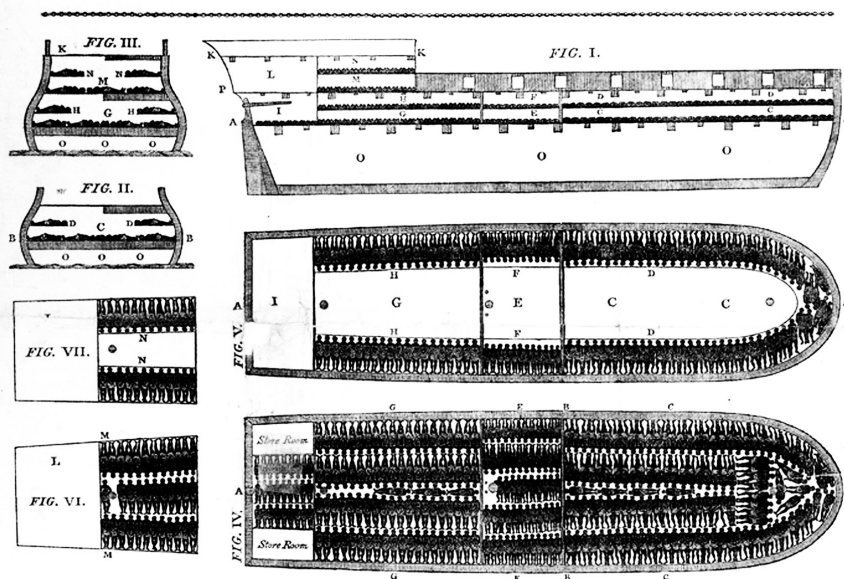 FIG. III.
K
M
N N
H G H
O O O
FIG. II.
D C D
B B
O O O
FIG. VII.
N
N
FIG. VI.
L
M
M
FIG. I.
K K
L N
M
P
I H F D D
A G E C C
O O O
FIG. V.
A
I
H F D
G E C C
H F D
FIG. IV.
G E B C
Store Room
A
Store Room
G E B C